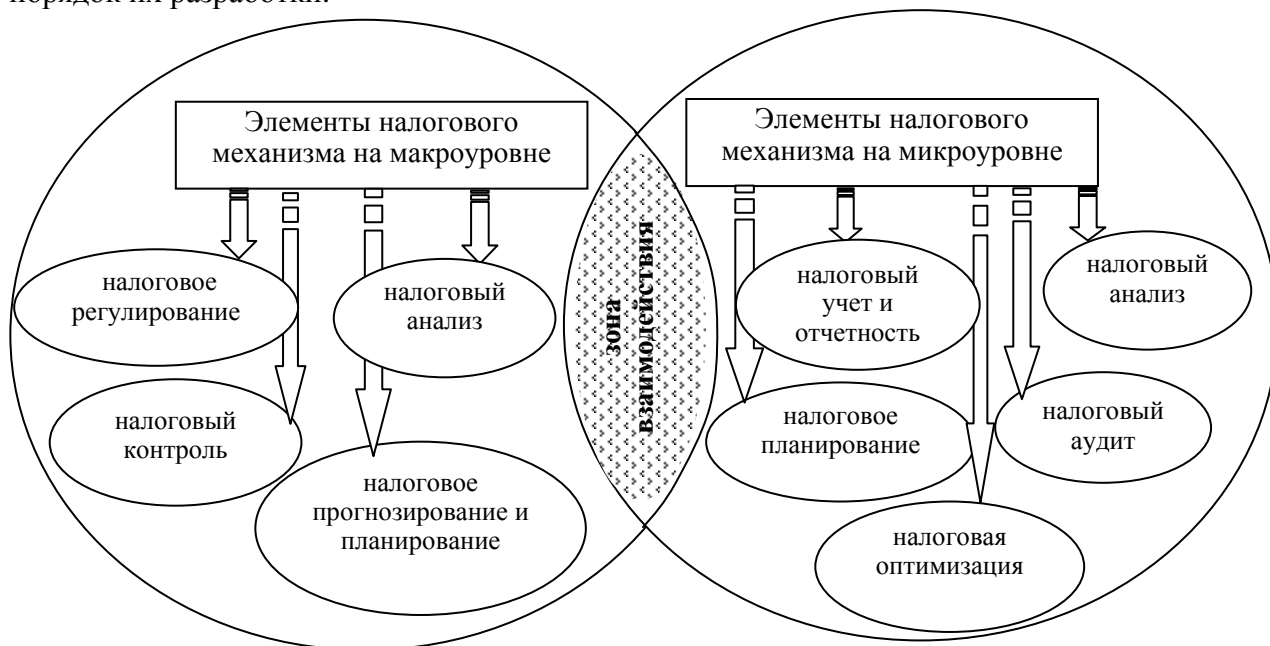 порядок их разработки.
Элементы налогового
механизма на макроуровне
Элементы налогового
механизма на микроуровне
налоговое
регулирование
налоговый
анализ
налоговый
контроль
налоговое
прогнозирование и
планирование
зона
взаимодействия
налоговый
учет и
отчетность
налоговый
анализ
налоговое
планирование
налоговый
аудит
налоговая
оптимизация